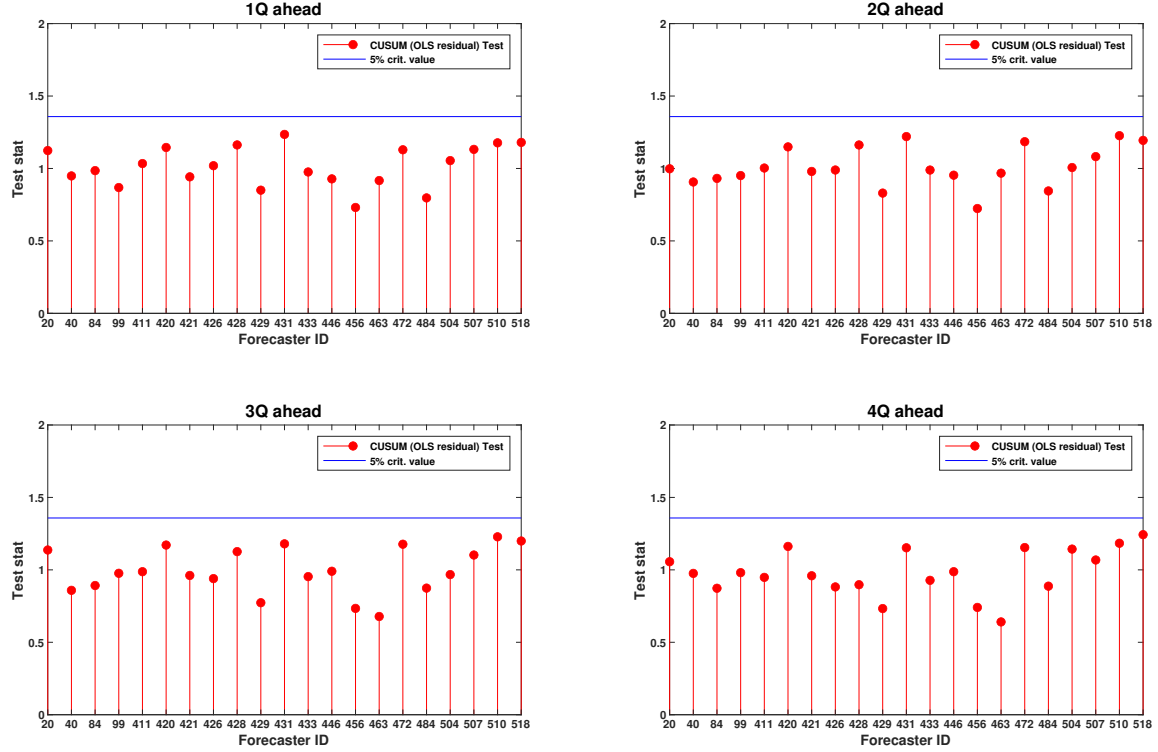 1Q ahead
2
1.5
1
0.5
0
Test stat
CUSUM (OLS residual) Test
5% crit. value
20 40 84 99 411 420 421 426 428 429 431 433 446 456 463 472 484 504 507 510 518
Forecaster ID
2Q ahead
2
1.5
1
0.5
0
Test stat
CUSUM (OLS residual) Test
5% crit. value
20 40 84 99 411 420 421 426 428 429 431 433 446 456 463 472 484 504 507 510 518
Forecaster ID
3Q ahead
2
1.5
1
0.5
0
Test stat
CUSUM (OLS residual) Test
5% crit. value
20 40 84 99 411 420 421 426 428 429 431 433 446 456 463 472 484 504 507 510 518
Forecaster ID
4Q ahead
2
1.5
1
0.5
0
Test stat
CUSUM (OLS residual) Test
5% crit. value
20 40 84 99 411 420 421 426 428 429 431 433 446 456 463 472 484 504 507 510 518
Forecaster ID